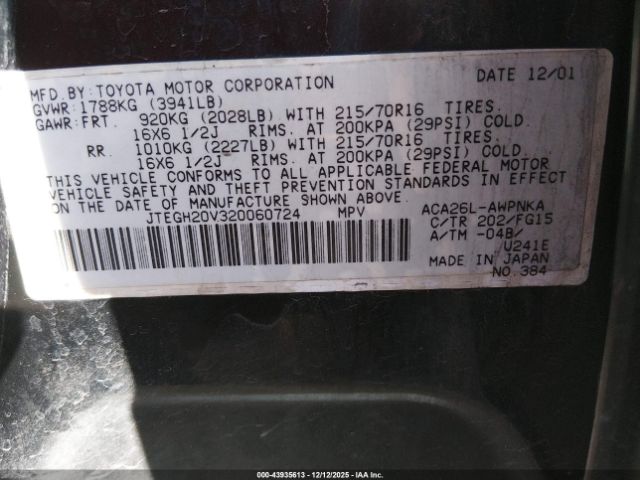 MFD. BY: TOYOTA MOTOR CORPORATION DATE 12/01
GVWR: 1788KG (3941LB)
GAWR: FRT. 920KG (2028LB) WITH 215/70R16 TIRES.
16X6 1/2J RIMS. AT 200KPA (29PSI) COLD.
RR. 1010KG (2227LB) WITH 215/70R16 TIRES.
16X6 1/2J RIMS. AT 200KPA (29PSI) COLD.
THIS VEHICLE CONFORMS TO ALL APPLICABLE FEDERAL MOTOR
VEHICLE SAFETY AND THEFT PREVENTION STANDARDS IN EFFECT
ON THE DATE OF MANUFACTURE SHOWN ABOVE.
JTEGH20V320060724 MPV ACA26L-AWPNKA
C/TR 202/FG15
A/TM -04B/
U241E
MADE IN JAPAN
NO. 384
000-43935613 - 12/12/2025 - IAAI, Inc.